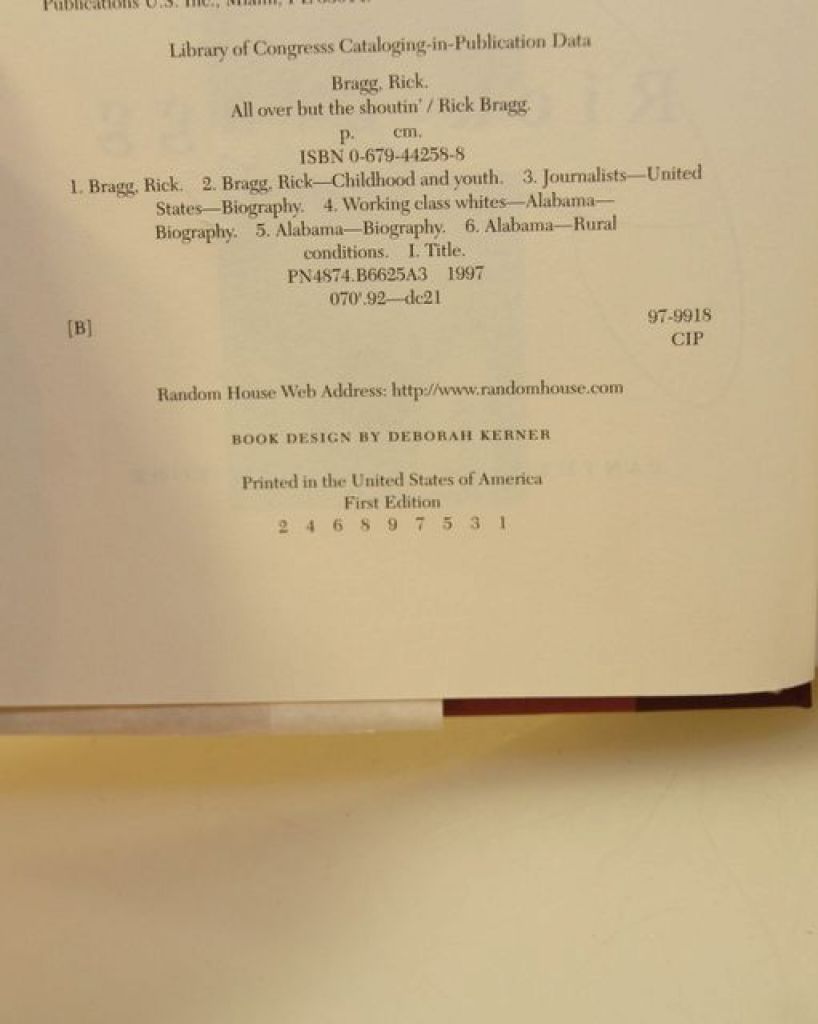 Publications U.S. Inc., Miami, FL
Library of Congresss Cataloging-in-Publication Data
Bragg, Rick.
All over but the shoutin' / Rick Bragg.
p. cm.
ISBN 0-679-44258-8
1. Bragg, Rick. 2. Bragg, Rick—Childhood and youth. 3. Journalists—United
States—Biography. 4. Working class whites—Alabama—
Biography. 5. Alabama—Biography. 6. Alabama—Rural
conditions. I. Title.
PN4874.B6625A3 1997
070'.92—dc21
[B] 97-9918
CIP
Random House Web Address: http://www.randomhouse.com
BOOK DESIGN BY DEBORAH KERNER
Printed in the United States of America
First Edition
2 4 6 8 9 7 5 3 1